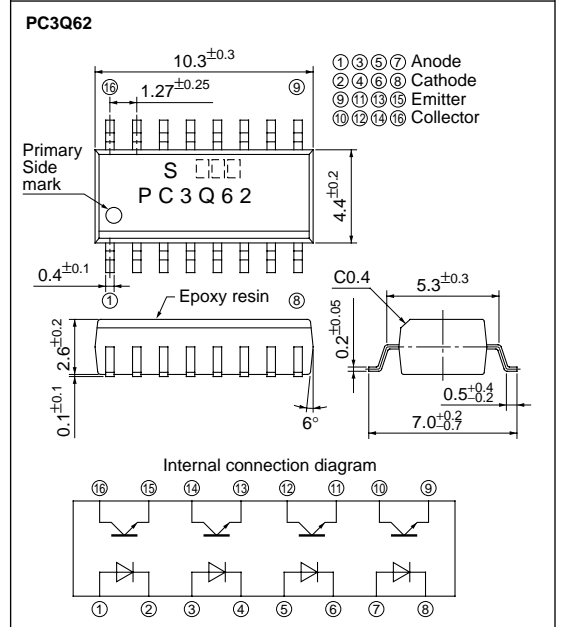 PC3Q62
10.3±0.3
⑯ 1.27±0.25 ⑨
①③⑤⑦ Anode
②④⑥⑧ Cathode
⑨⑪⑬⑮ Emitter
⑩⑫⑭⑯ Collector
Primary
Side
mark
S
PC3Q62
4.4±0.2
0.4±0.1
① Epoxy resin ⑧
C0.4
5.3±0.3
2.6±0.2
0.2±0.05
0.1±0.1
6°
0.5+0.4−0.2
7.0+0.2−0.7
Internal connection diagram
⑯ ⑮ ⑭ ⑬ ⑫ ⑪ ⑩ ⑨
① ② ③ ④ ⑤ ⑥ ⑦ ⑧